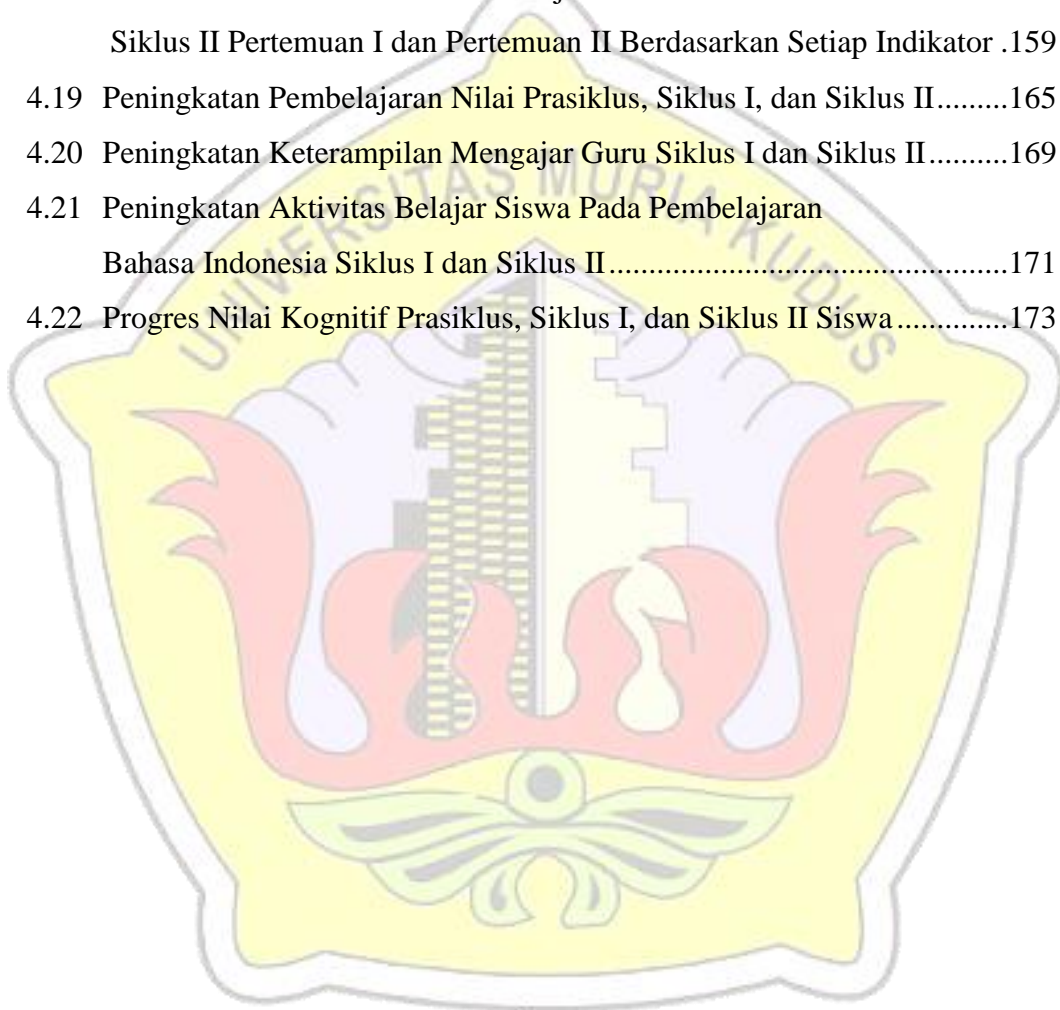 Siklus II Pertemuan I dan Pertemuan II Berdasarkan Setiap Indikator .159
4.19 Peningkatan Pembelajaran Nilai Prasiklus, Siklus I, dan Siklus II.........165
4.20 Peningkatan Keterampilan Mengajar Guru Siklus I dan Siklus II..........169
4.21 Peningkatan Aktivitas Belajar Siswa Pada Pembelajaran
Bahasa Indonesia Siklus I dan Siklus II..................................................171
4.22 Progres Nilai Kognitif Prasiklus, Siklus I, dan Siklus II Siswa..............173
UNIVERSITAS MURIA KUDUS